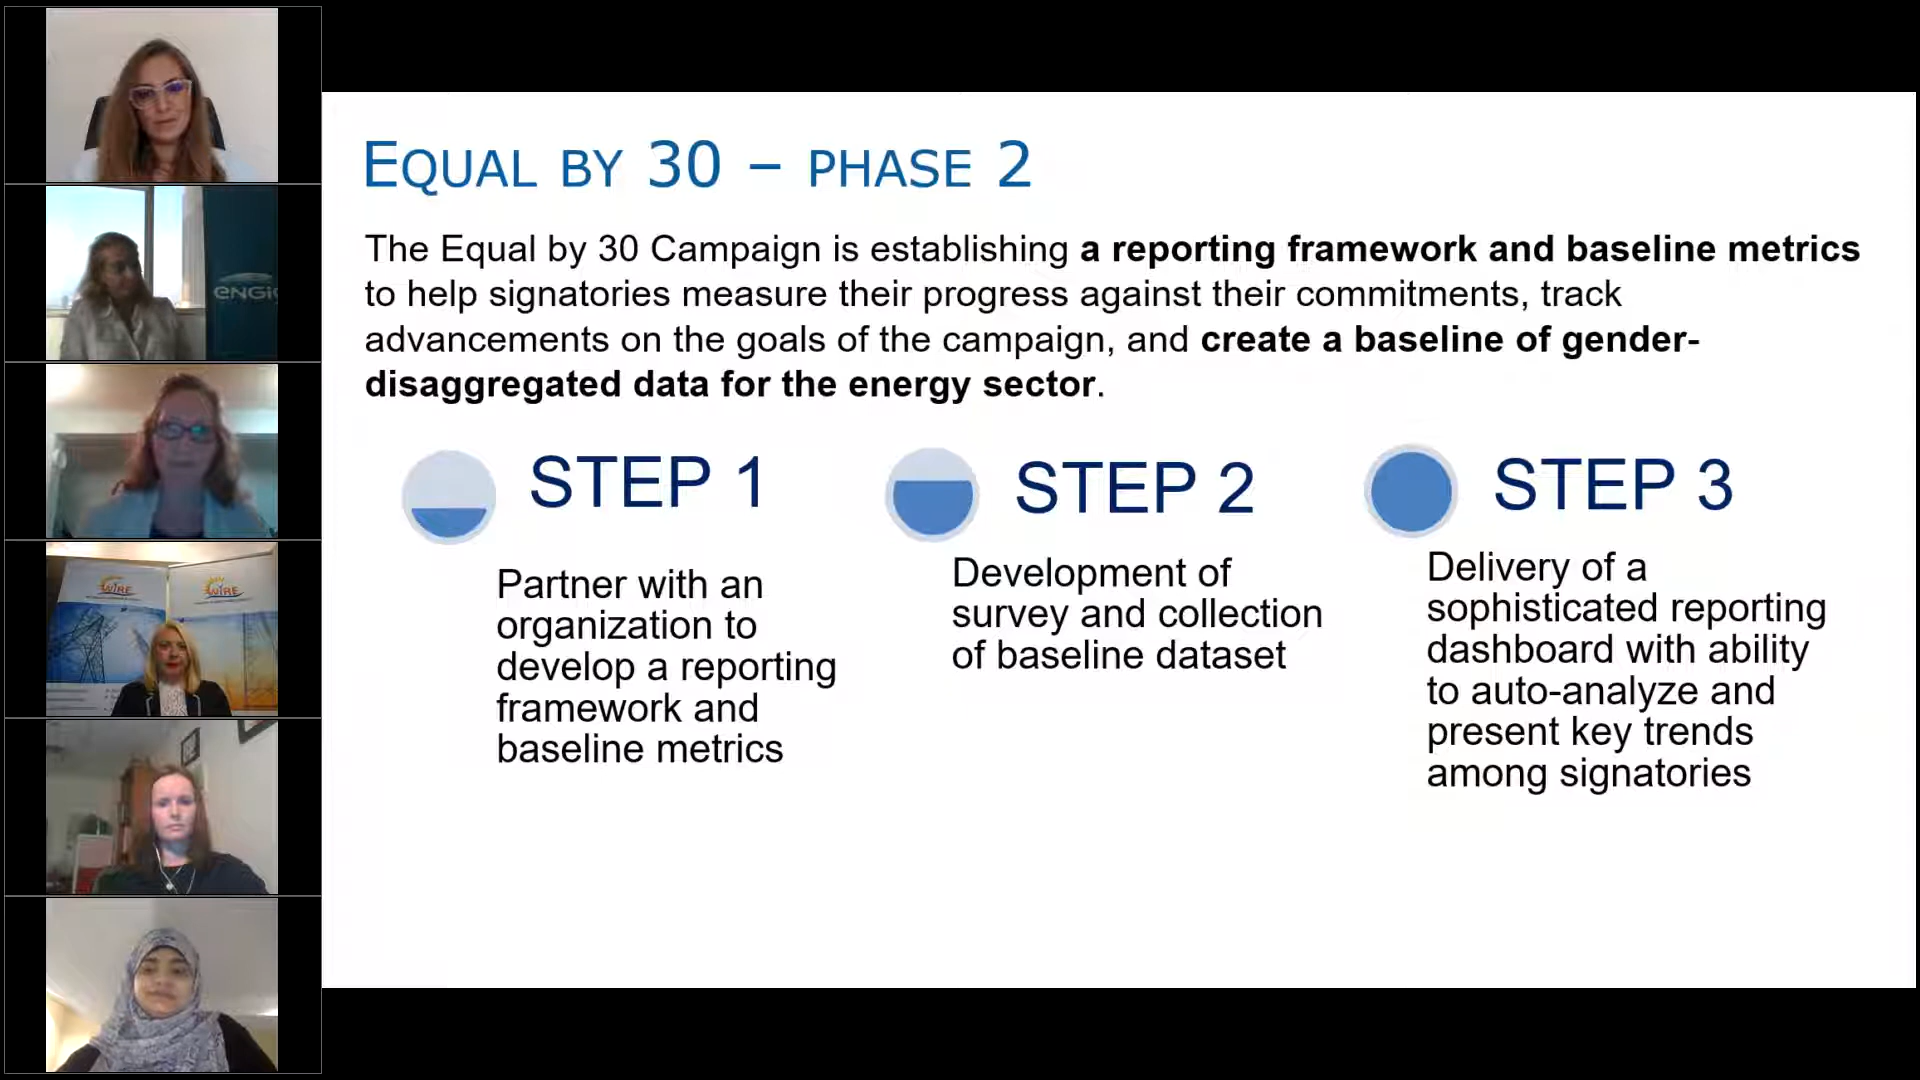 EQUAL BY 30 – PHASE 2
The Equal by 30 Campaign is establishing a reporting framework and baseline metrics
to help signatories measure their progress against their commitments, track
advancements on the goals of the campaign, and create a baseline of gender-
disaggregated data for the energy sector.
STEP 1
Partner with an
organization to
develop a reporting
framework and
baseline metrics
STEP 2
Development of
survey and collection
of baseline dataset
STEP 3
Delivery of a
sophisticated reporting
dashboard with ability
to auto-analyze and
present key trends
among signatories
ENGI
WiRE
WiRE